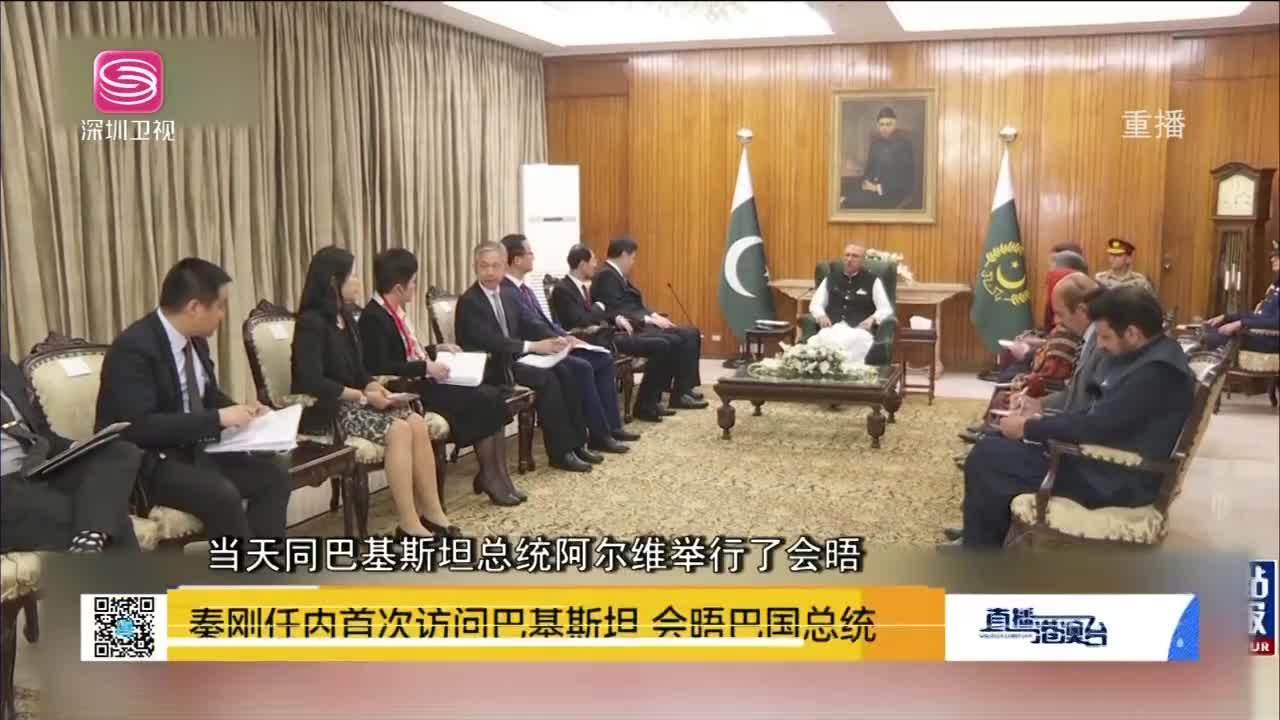 深圳卫视
重播
当天同巴基斯坦总统阿尔维举行了会晤
秦刚任内首次访问巴基斯坦 会晤巴国总统
直播
港澳台